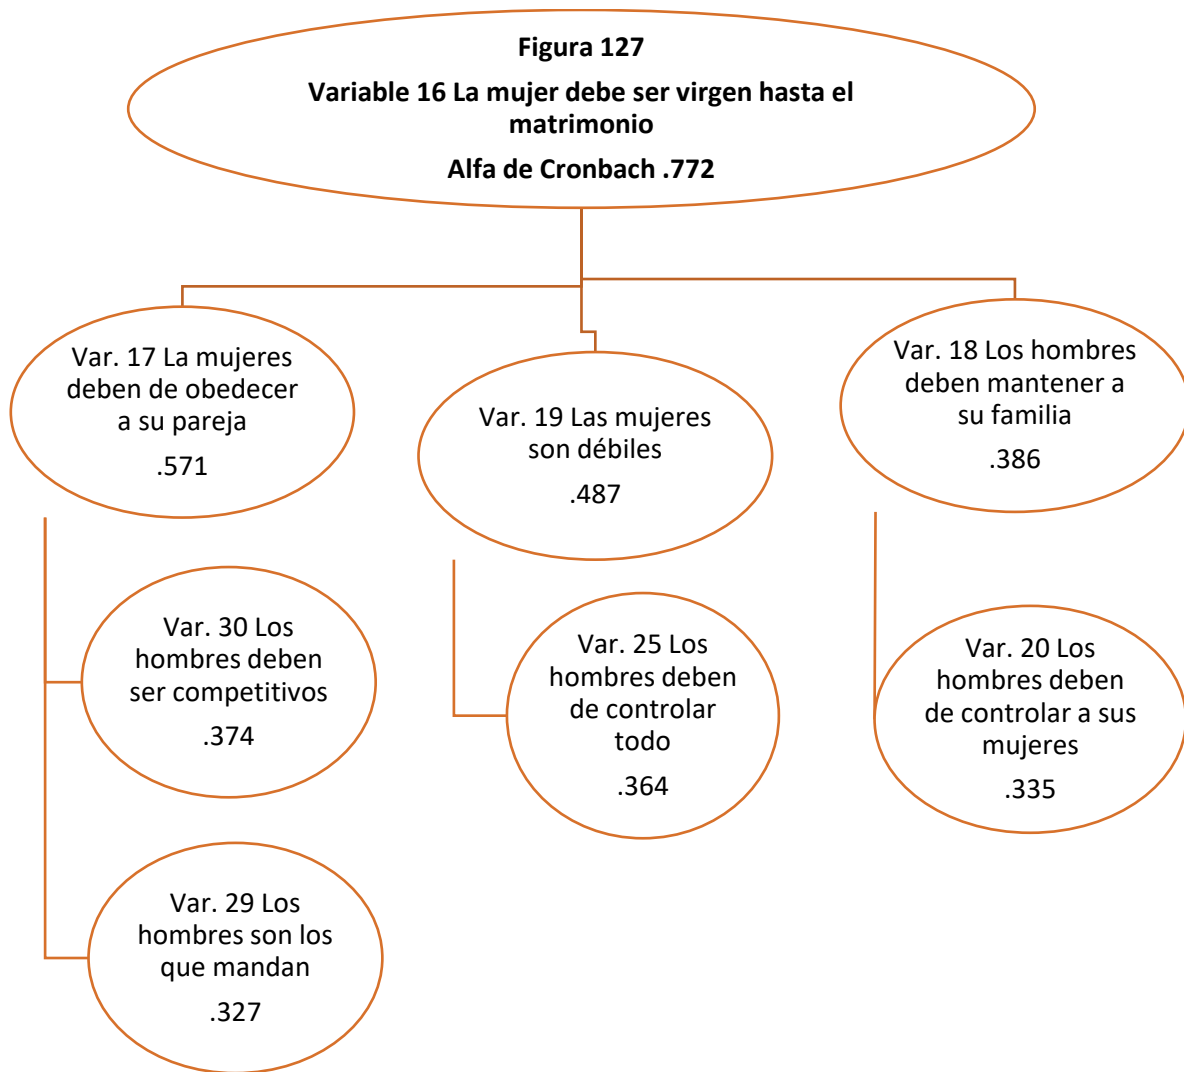 Figura 127
Variable 16 La mujer debe ser virgen hasta el
matrimonio
Alfa de Cronbach .772
Var. 17 La mujeres
deben de obedecer
a su pareja
.571
Var. 19 Las mujeres
son débiles
.487
Var. 18 Los hombres
deben mantener a
su familia
.386
Var. 30 Los
hombres deben
ser competitivos
.374
Var. 25 Los
hombres deben
de controlar
todo
.364
Var. 20 Los
hombres deben
de controlar a sus
mujeres
.335
Var. 29 Los
hombres son los
que mandan
.327